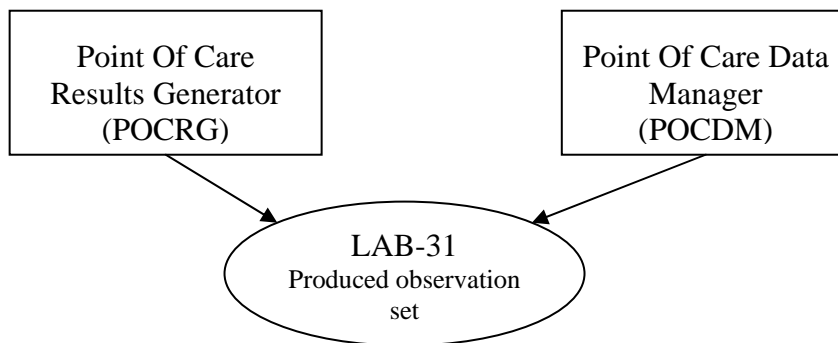 Point Of Care
Results Generator
(POCRG)
Point Of Care Data
Manager
(POCDM)
LAB-31
Produced observation
set